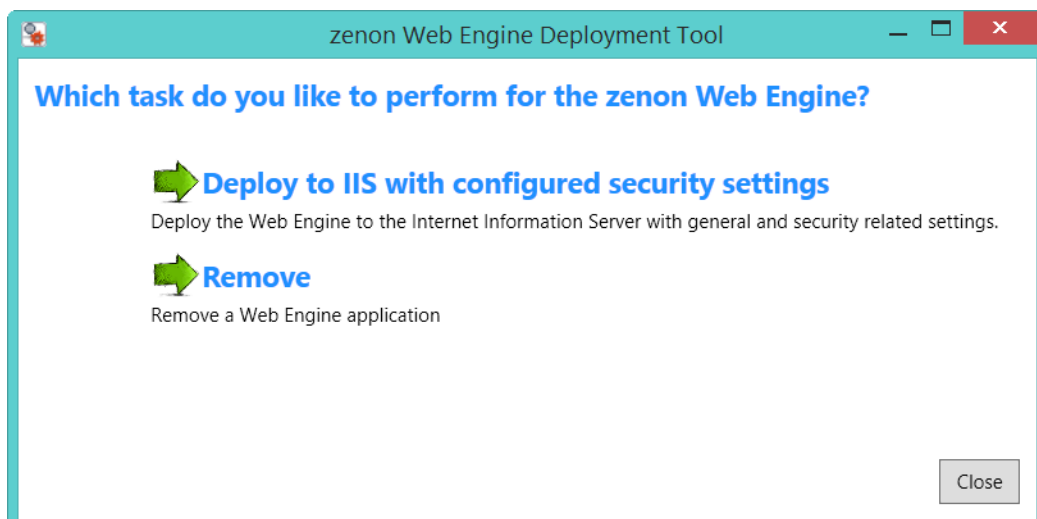 zenon Web Engine Deployment Tool
Which task do you like to perform for the zenon Web Engine?
Deploy to IIS with configured security settings
Deploy the Web Engine to the Internet Information Server with general and security related settings.
Remove
Remove a Web Engine application
Close